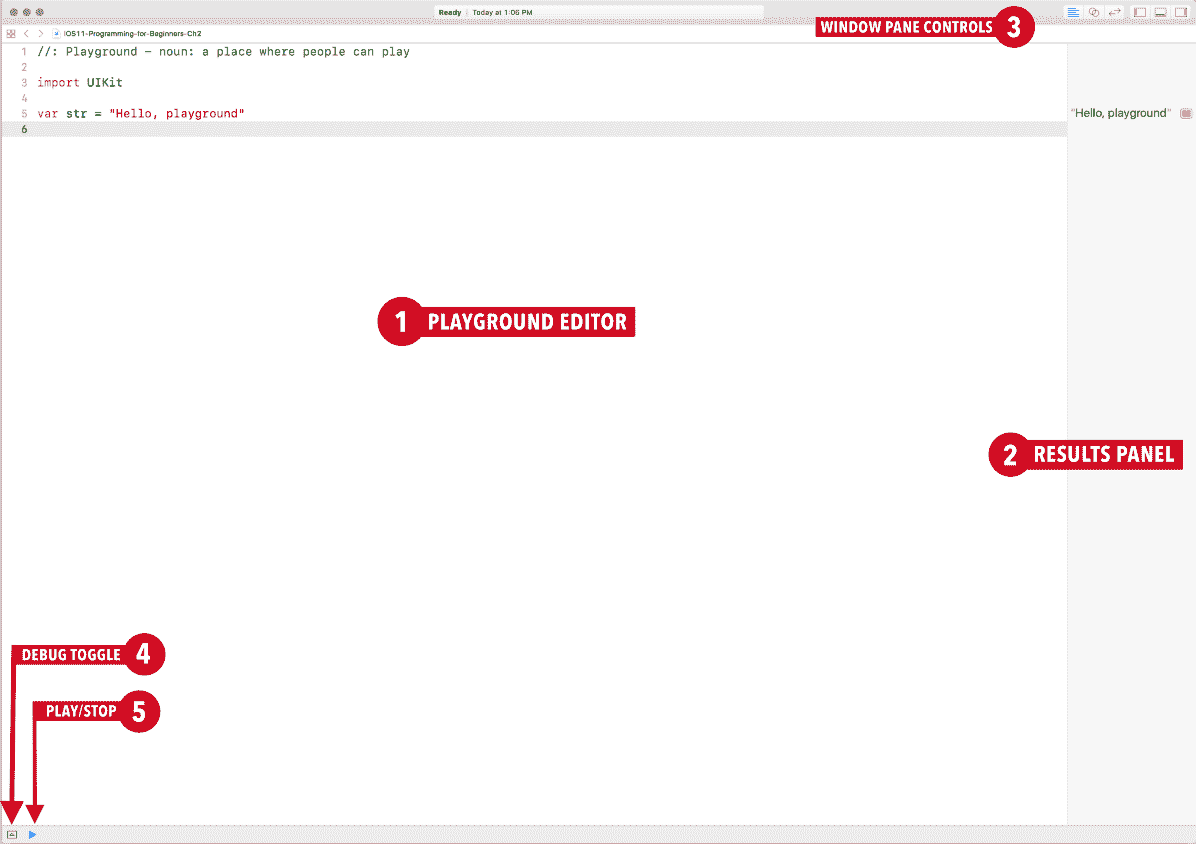 Ready | Today at 1:06 PM
WINDOW PANE CONTROLS 3
iOS11-Programming-for-Beginners-Ch2
1 //: Playground - noun: a place where people can play
2
3 import UIKit
4
5 var str = "Hello, playground"
"Hello, playground"
6
1 PLAYGROUND EDITOR
2 RESULTS PANEL
DEBUG TOGGLE 4
PLAY/STOP 5